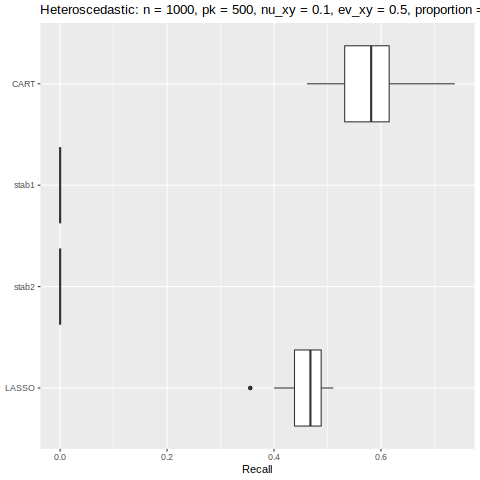 Heteroscedastic: n = 1000, pk = 500, nu_xy = 0.1, ev_xy = 0.5, proportion =
CART
stab1
stab2
LASSO
0.0 0.2 0.4 0.6
Recall